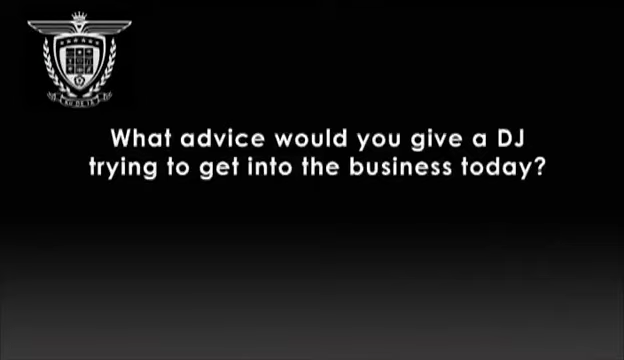 What advice would you give a DJ
trying to get into the business today?